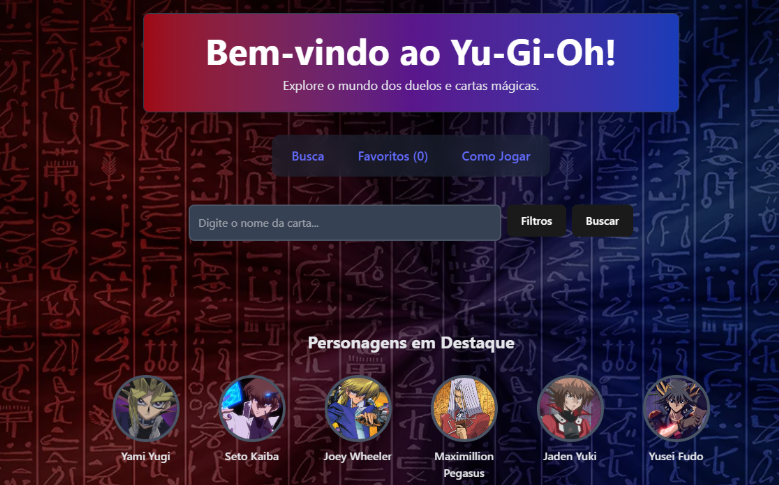 Bem-vindo ao Yu-Gi-Oh!
Explore o mundo dos duelos e cartas mágicas.
Busca Favoritos (0) Como Jogar
Digite o nome da carta... Filtros Buscar
Personagens em Destaque
Yami Yugi Seto Kaiba Joey Wheeler Maximillion Jaden Yuki Yusei Fudo
Pegasus